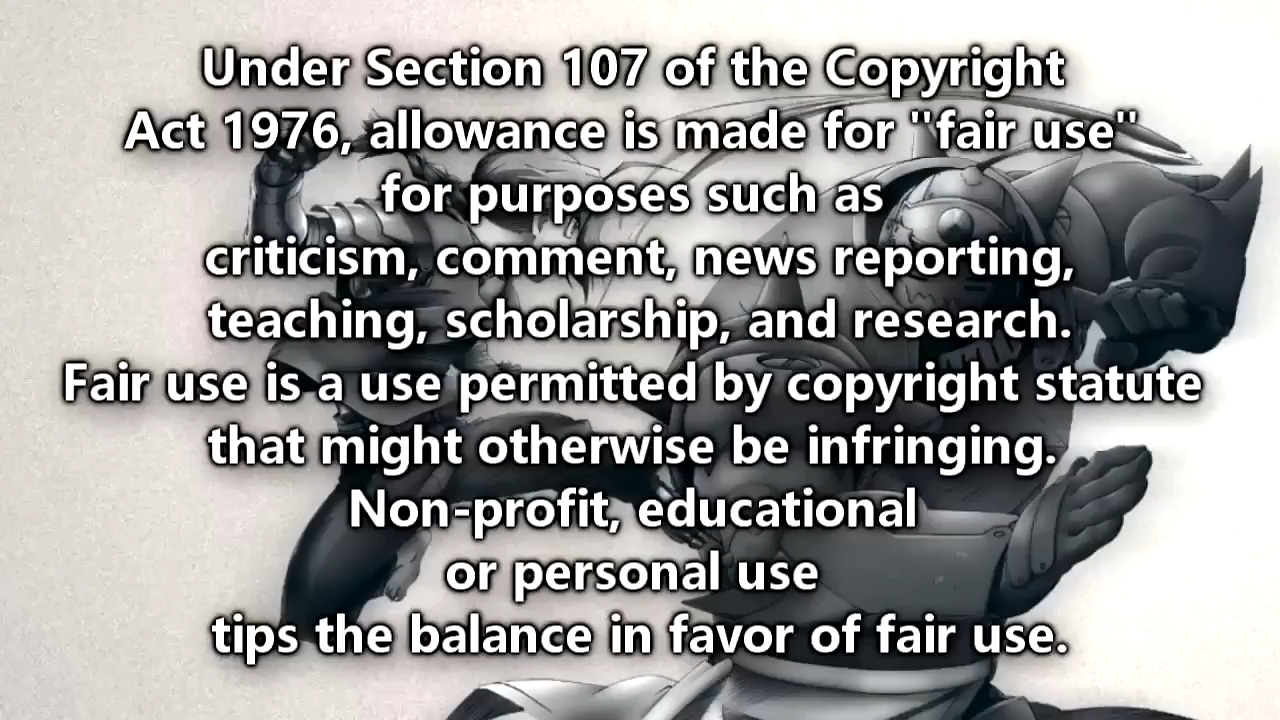 Under Section 107 of the Copyright
Act 1976, allowance is made for "fair use"
for purposes such as
criticism, comment, news reporting,
teaching, scholarship, and research.
Fair use is a use permitted by copyright statute
that might otherwise be infringing.
Non-profit, educational
or personal use
tips the balance in favor of fair use.